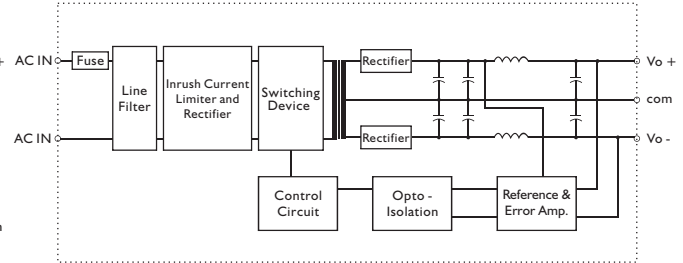 + AC IN
Fuse
Line
Filter
Inrush Current
Limiter and
Rectifier
Switching
Device
Rectifier
Vo +
com
AC IN
Rectifier
Vo -
Control
Circuit
Opto -
Isolation
Reference &
Error Amp.